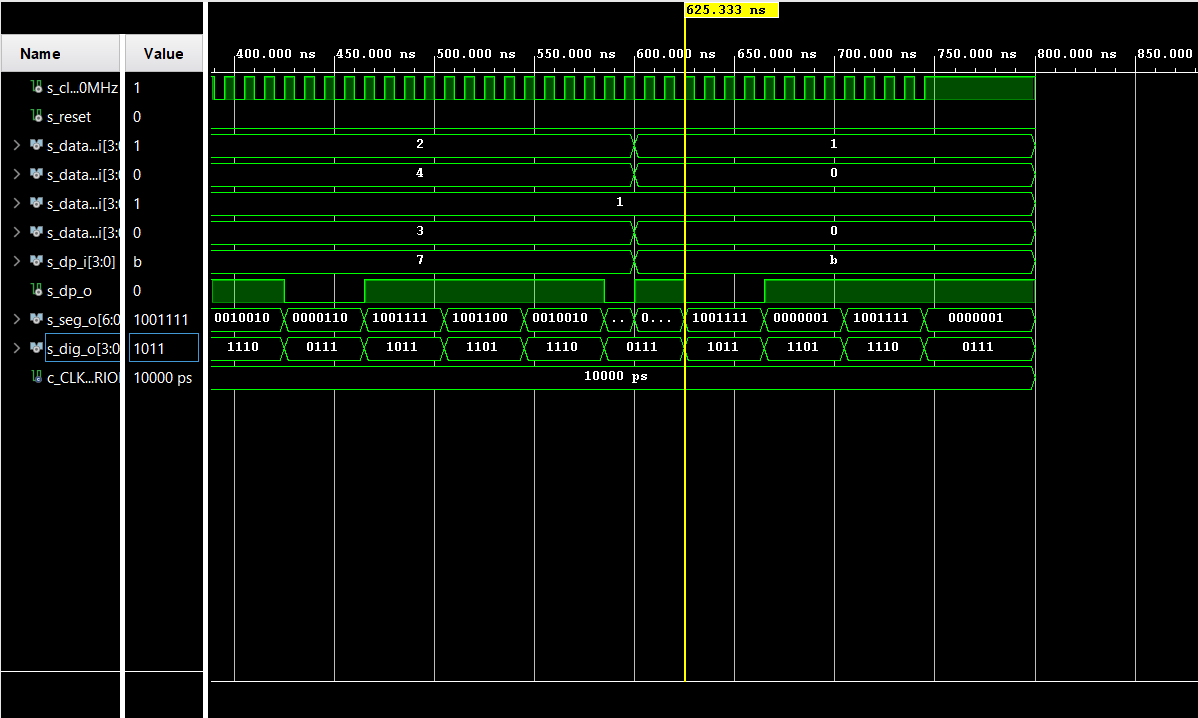 625.333 ns
Name Value 400.000 ns 450.000 ns 500.000 ns 550.000 ns 600.000 ns 650.000 ns 700.000 ns 750.000 ns 800.000 ns 850.000
s_cl...0MHz 1
s_reset 0
s_data...i[3: 1 2 1
s_data...i[3: 0 4 0
s_data...i[3: 1 1
s_data...i[3: 0 3 0
s_dp_i[3:0] b 7 b
s_dp_o 0
s_seg_o[6:0 1001111 0010010 0000110 1001111 1001100 0010010 .. 0... 1001111 0000001 1001111 0000001
s_dig_o[3:0 1011 1110 0111 1011 1101 1110 0111 1011 1101 1110 0111
c_CLK...RIO 10000 ps 10000 ps